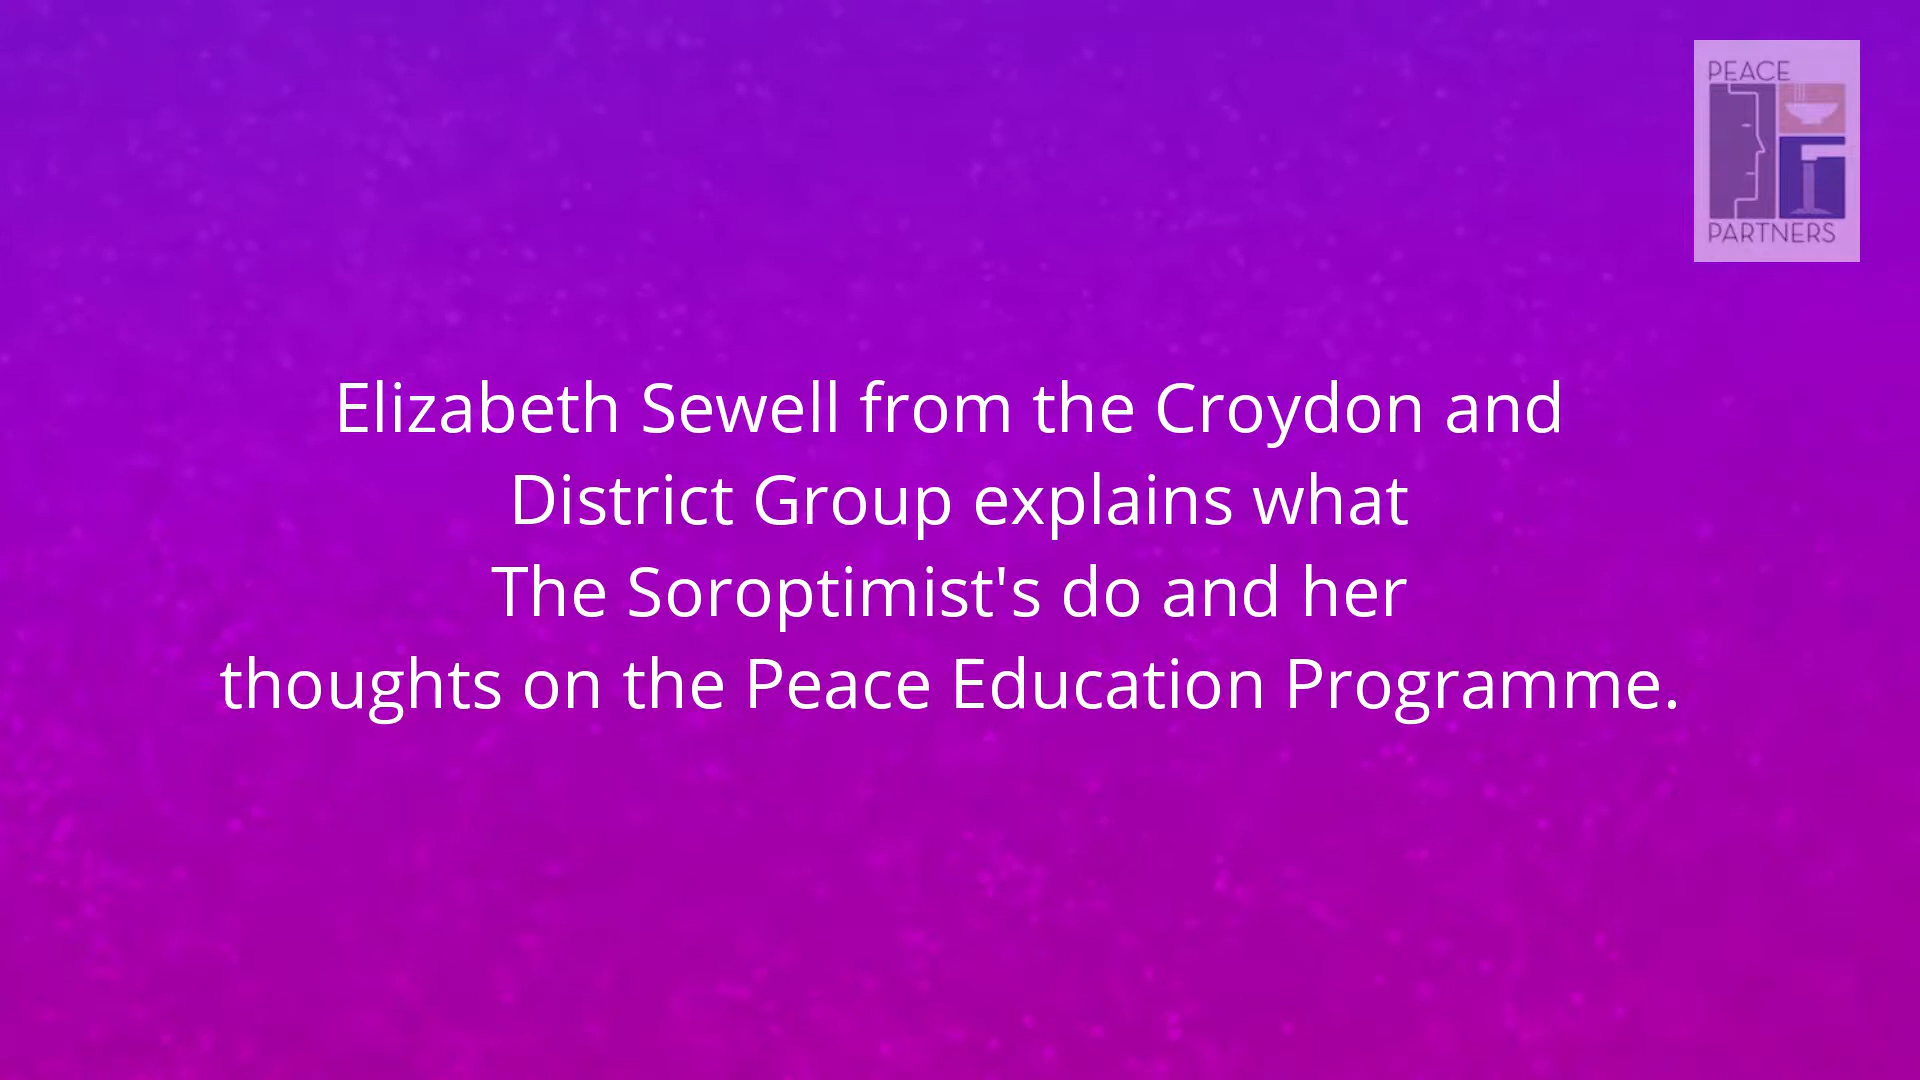 PEACE
PARTNERS
Elizabeth Sewell from the Croydon and
District Group explains what
The Soroptimist's do and her
thoughts on the Peace Education Programme.